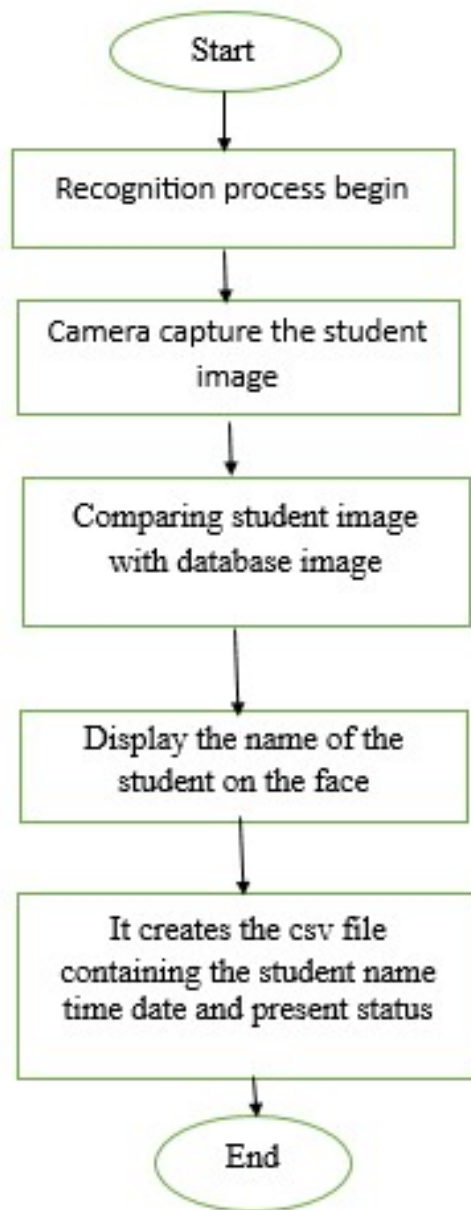 Start
Recognition process begin
Camera capture the student
image
Comparing student image
with database image
Display the name of the
student on the face
It creates the csv file
containing the student name
time date and present status
End